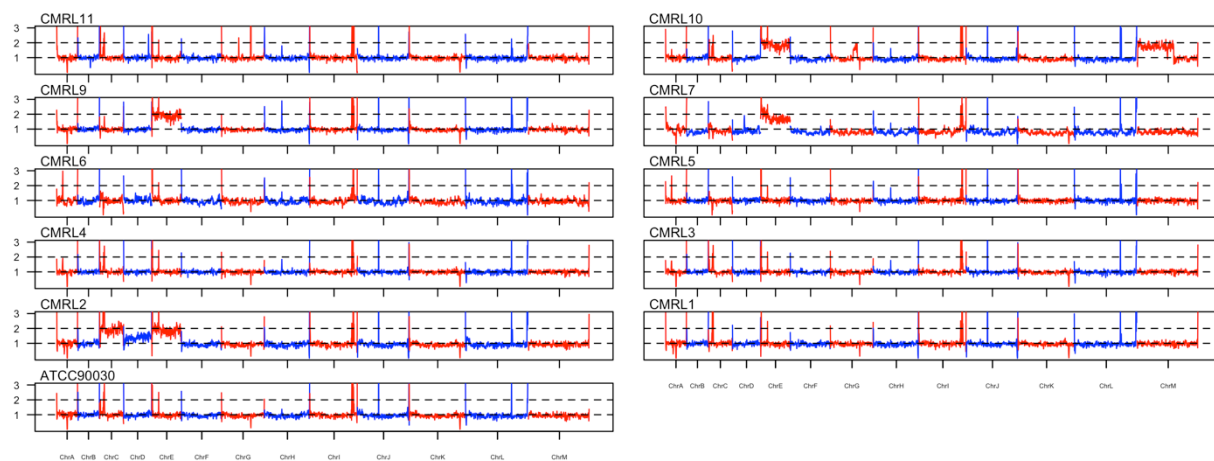 CMRL11
3
2
1
CMRL9
3
2
1
CMRL6
3
2
1
CMRL4
3
2
1
CMRL2
3
2
1
ATCC90030
3
2
1
ChrA ChrB ChrC ChrD ChrE ChrF ChrG ChrH ChrI ChrJ ChrK ChrL ChrM
CMRL10
3
2
1
CMRL7
3
2
1
CMRL5
3
2
1
CMRL3
3
2
1
CMRL1
3
2
1
ChrA ChrB ChrC ChrD ChrE ChrF ChrG ChrH ChrI ChrJ ChrK ChrL ChrM